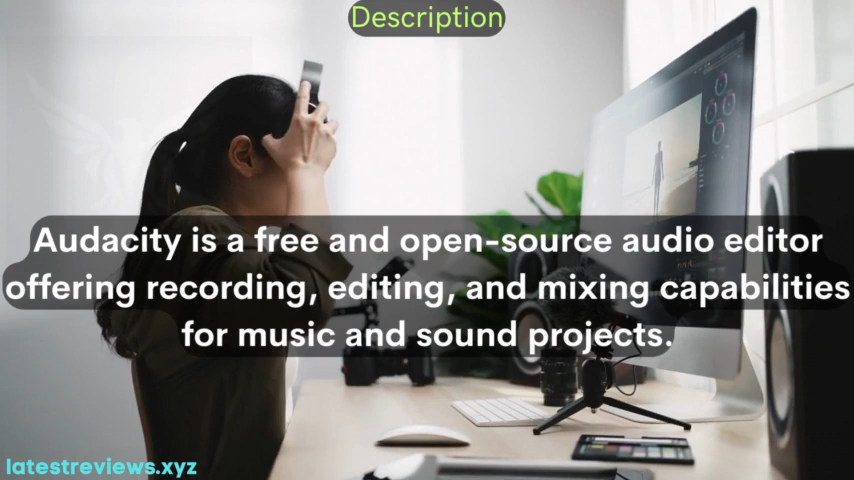 Description
Audacity is a free and open-source audio editor
offering recording, editing, and mixing capabilities
for music and sound projects.
latestreviews.xyz